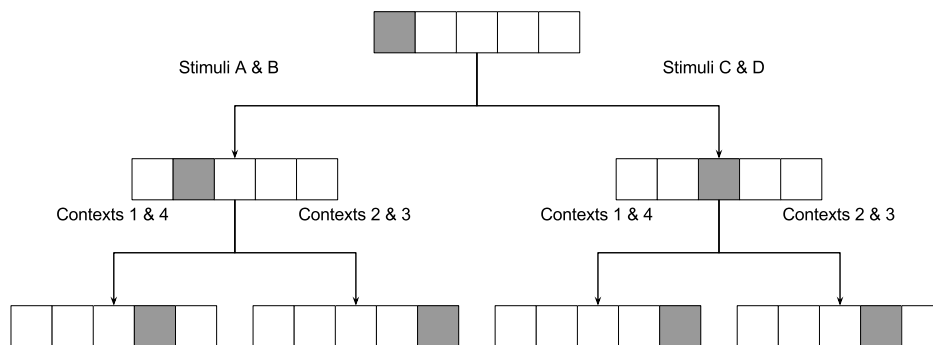 Stimuli A & B
Stimuli C & D
Contexts 1 & 4
Contexts 2 & 3
Contexts 1 & 4
Contexts 2 & 3